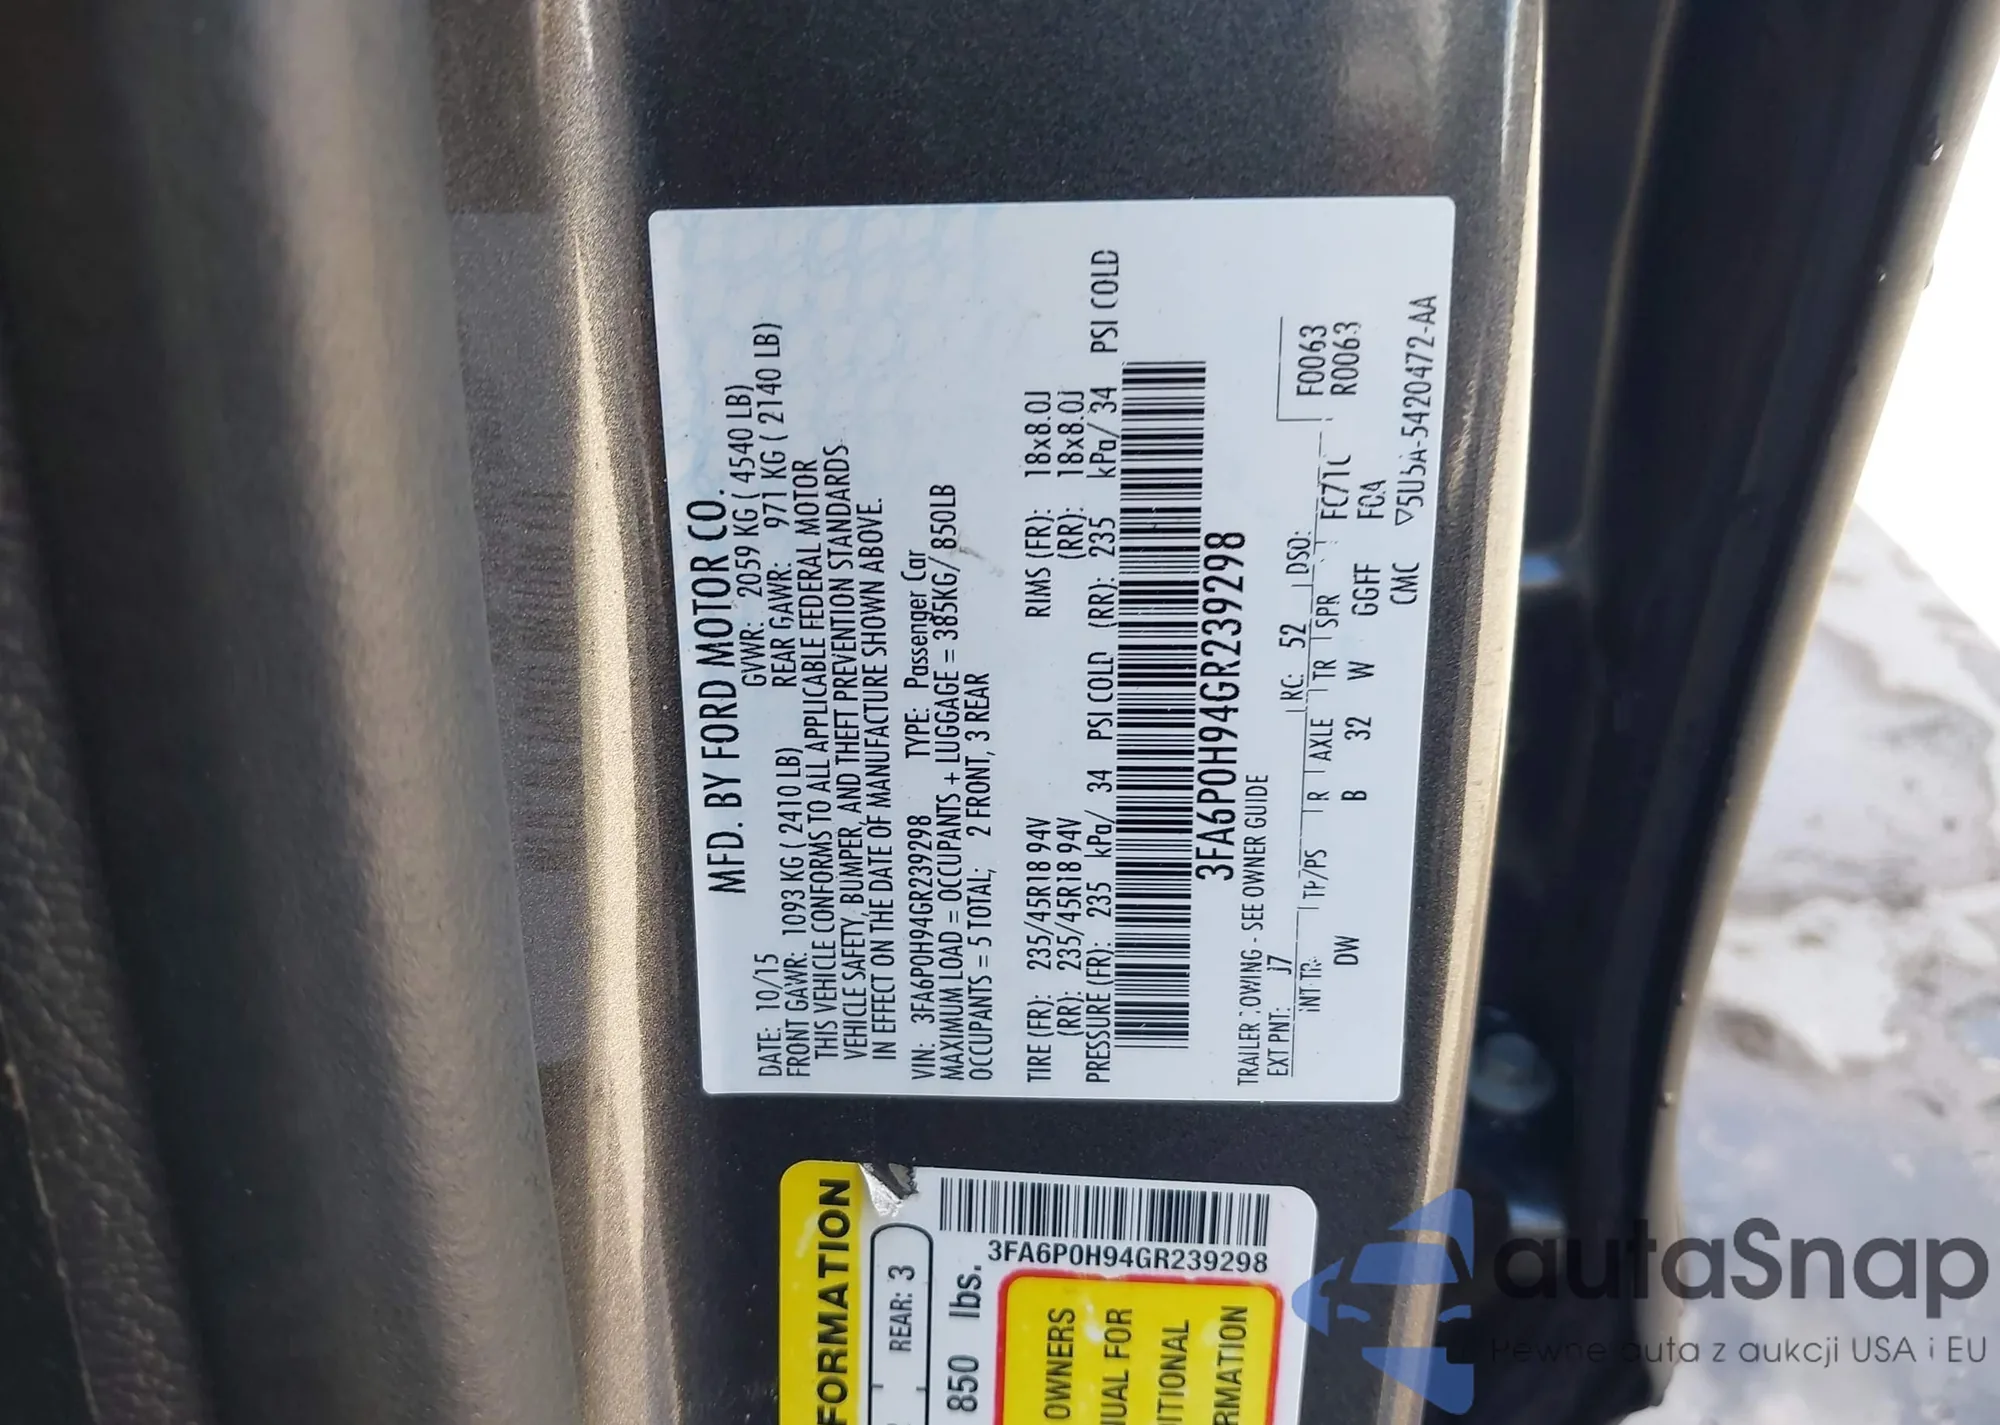 MFD. BY FORD MOTOR CO.
DATE: 10/15 GVWR: 2059 KG ( 4540 LB)
FRONT GAWR: 1093 KG ( 2410 LB) REAR GAWR: 971 KG ( 2140 LB)
THIS VEHICLE CONFORMS TO ALL APPLICABLE FEDERAL MOTOR
VEHICLE SAFETY, BUMPER, AND THEFT PREVENTION STANDARDS
IN EFFECT ON THE DATE OF MANUFACTURE SHOWN ABOVE.
VIN: 3FA6P0H94GR239298 TYPE: Passenger Car
MAXIMUM LOAD = OCCUPANTS + LUGGAGE = 385KG/ 850LB
OCCUPANTS = 5 TOTAL; 2 FRONT, 3 REAR
TIRE (FR): 235/45R18 94V RIMS (FR): 18x8.0J
(RR): 235/45R18 94V (RR): 18x8.0J
PRESSURE (FR): 235 kPa/ 34 PSI COLD (RR): 235 kPa/ 34 PSI COLD
3FA6P0H94GR239298
TRAILER TOWING - SEE OWNER GUIDE
EXT PNT: J7 RC: 52 DSO: F0063
INT TR TP/PS R AXLE TR SPR FC71C R0063
DW B 32 W GGFF FOA
CMC ▽5U5A-5420472-AA
FORMATION
REAR: 3
850 lbs.
3FA6P0H94GR239298
OWNERS
UAL FOR
ITIONAL
RMATION
autaSnap
Pewne auta z aukcji USA i EU